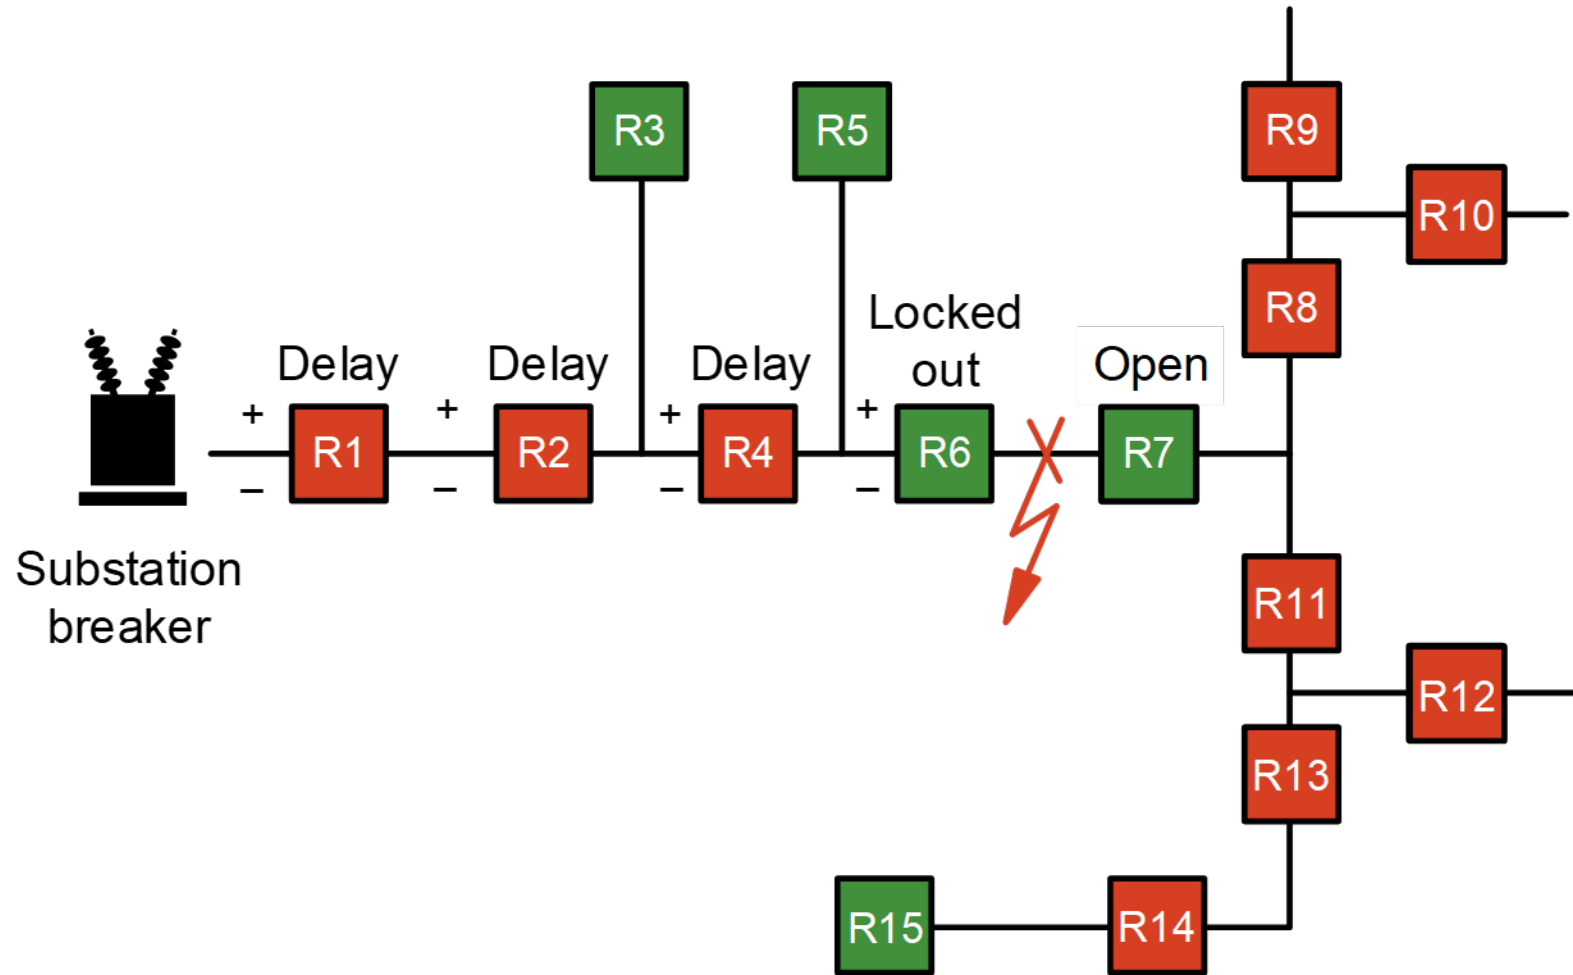 R9
R3
R5
R10
R8
Locked
out
Open
Delay
Delay
Delay
+
+
+
+
R1
R2
R4
R6
R7
–
–
–
–
Substation
breaker
R11
R12
R13
R15
R14